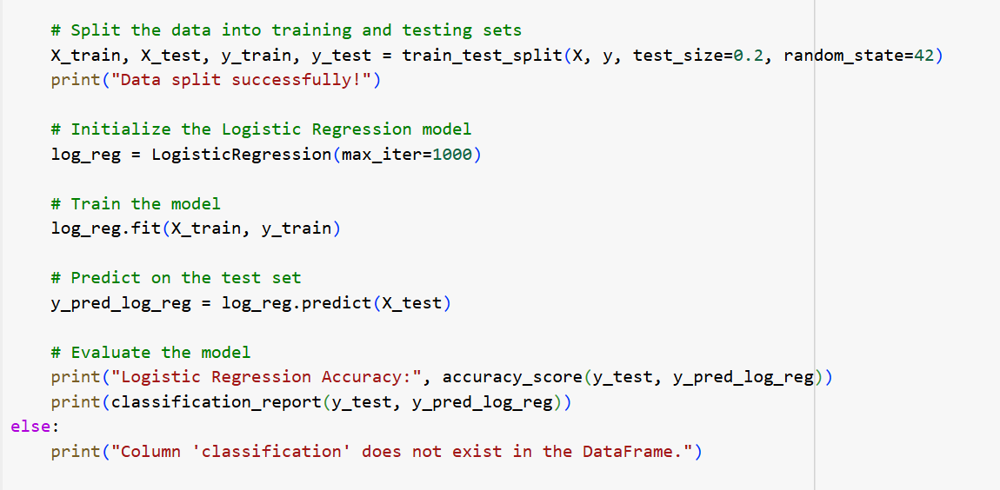 # Split the data into training and testing sets
X_train, X_test, y_train, y_test = train_test_split(X, y, test_size=0.2, random_state=42)
print("Data split successfully!")
# Initialize the Logistic Regression model
log_reg = LogisticRegression(max_iter=1000)
# Train the model
log_reg.fit(X_train, y_train)
# Predict on the test set
y_pred_log_reg = log_reg.predict(X_test)
# Evaluate the model
print("Logistic Regression Accuracy:", accuracy_score(y_test, y_pred_log_reg))
print(classification_report(y_test, y_pred_log_reg))
else:
print("Column 'classification' does not exist in the DataFrame.")